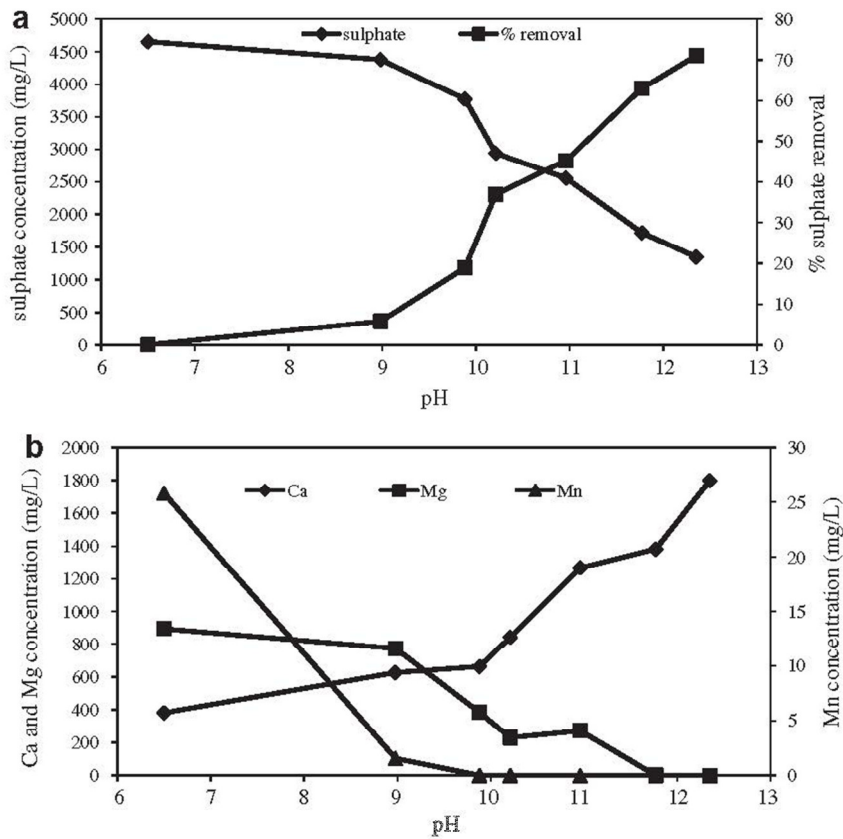 a
sulphate
% removal
sulphate concentration (mg/L)
5000
4500
4000
3500
3000
2500
2000
1500
1000
500
0
80
70
60
50
40
30
20
10
0
% sulphate removal
6 7 8 9 10 11 12 13
pH
b
Ca
Mg
Mn
Ca and Mg concentration (mg/L)
2000
1800
1600
1400
1200
1000
800
600
400
200
0
30
25
20
15
10
5
0
Mn concentration (mg/L)
6 7 8 9 10 11 12 13
pH